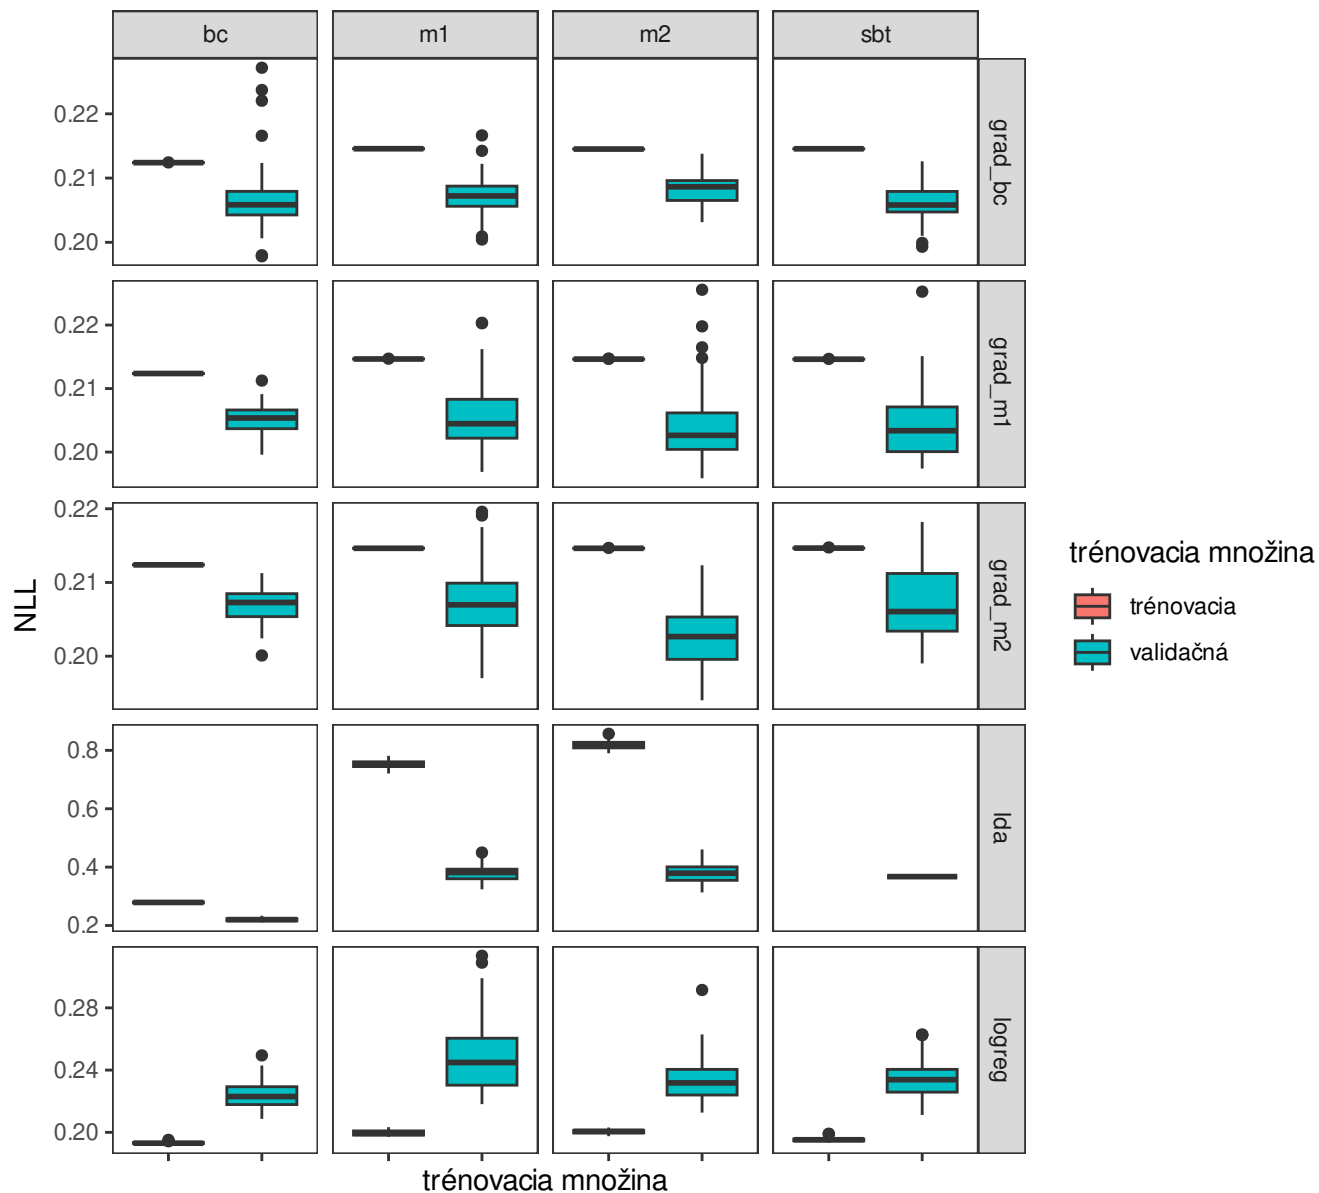 bc
m1
m2
sbt
0.22
0.21
0.20
grad_bc
0.22
0.21
0.20
grad_m1
0.22
0.21
0.20
grad_m2
0.8
0.6
0.4
0.2
lda
0.28
0.24
0.20
logreg
NLL
trénovacia množina
trénovacia množina
trénovacia
validačná